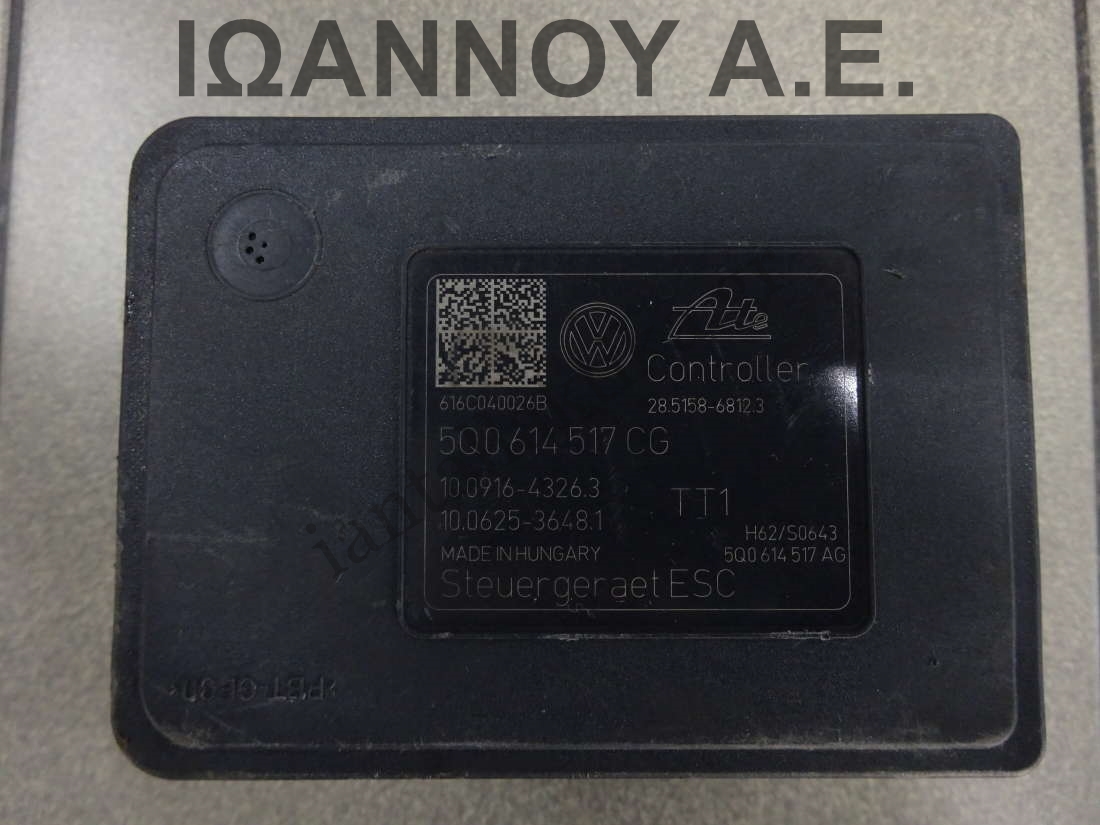 ΙΩΑΝΝΟΥ Α.Ε.
Ate
Controller
616C040026B
28.5158-6812.3
5Q0 614 517 CG
10.0916-4326.3
TT1
10.0625-3648.1
H62/S0643
MADE IN HUNGARY
5Q0 614 517 AG
Steuergeraet ESC